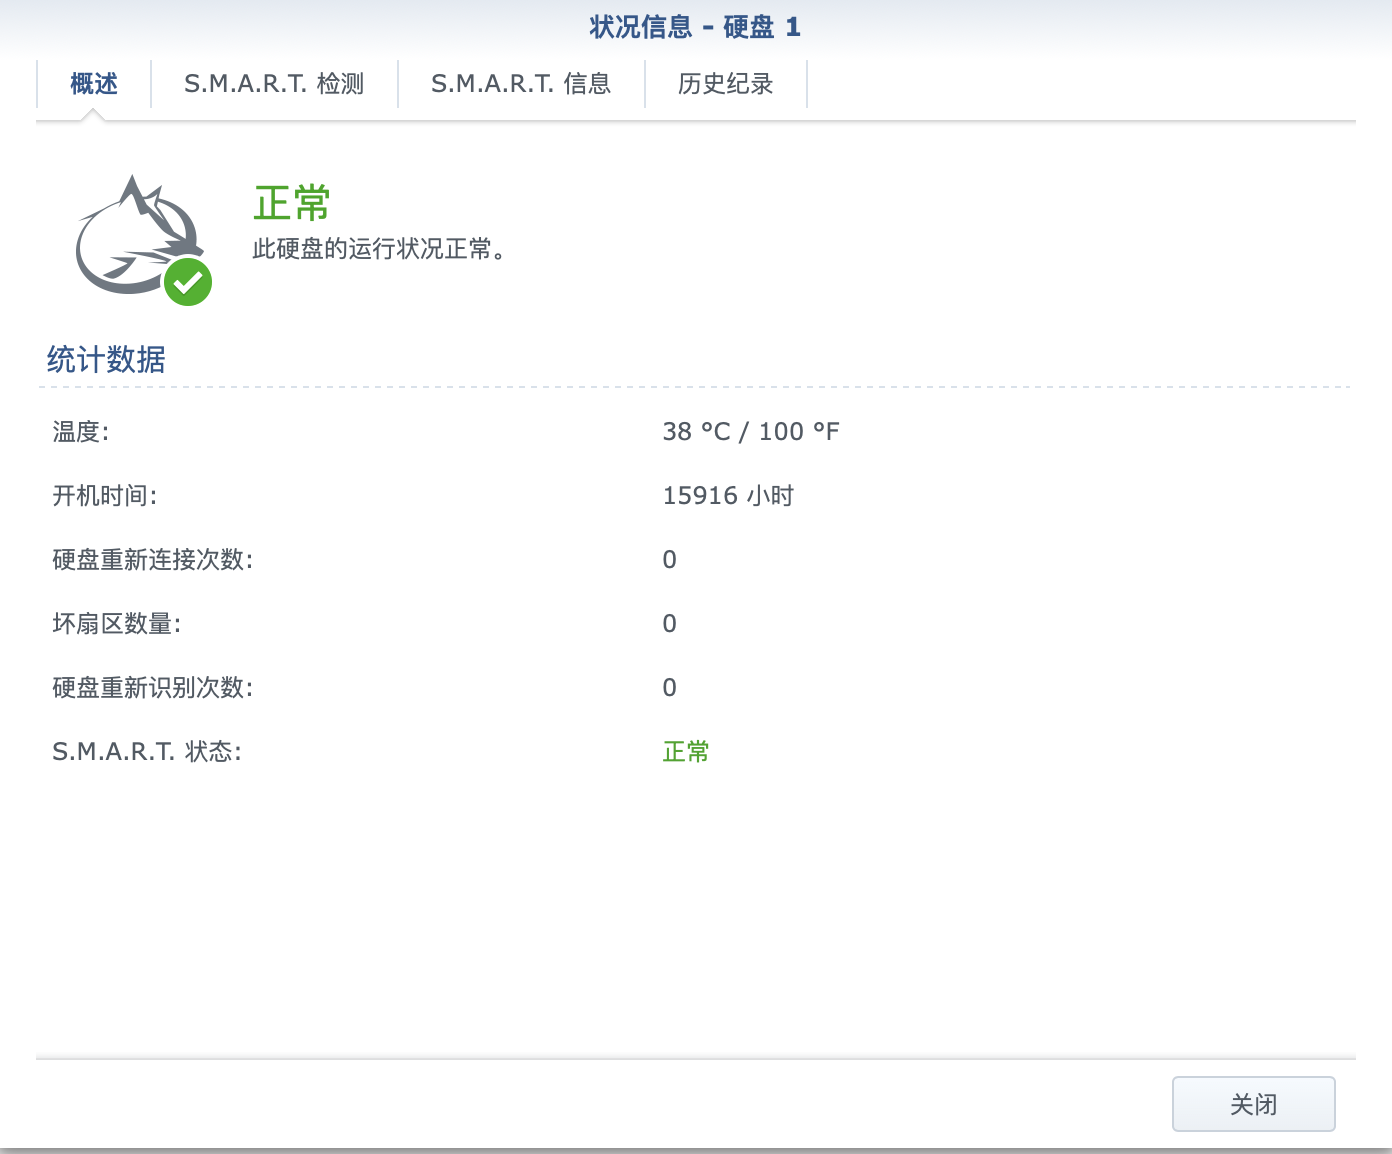 状况信息 - 硬盘 1
概述 S.M.A.R.T. 检测 S.M.A.R.T. 信息 历史纪录
正常
此硬盘的运行状况正常。
统计数据
温度: 38 °C / 100 °F
开机时间: 15916 小时
硬盘重新连接次数: 0
坏扇区数量: 0
硬盘重新识别次数: 0
S.M.A.R.T. 状态: 正常
关闭